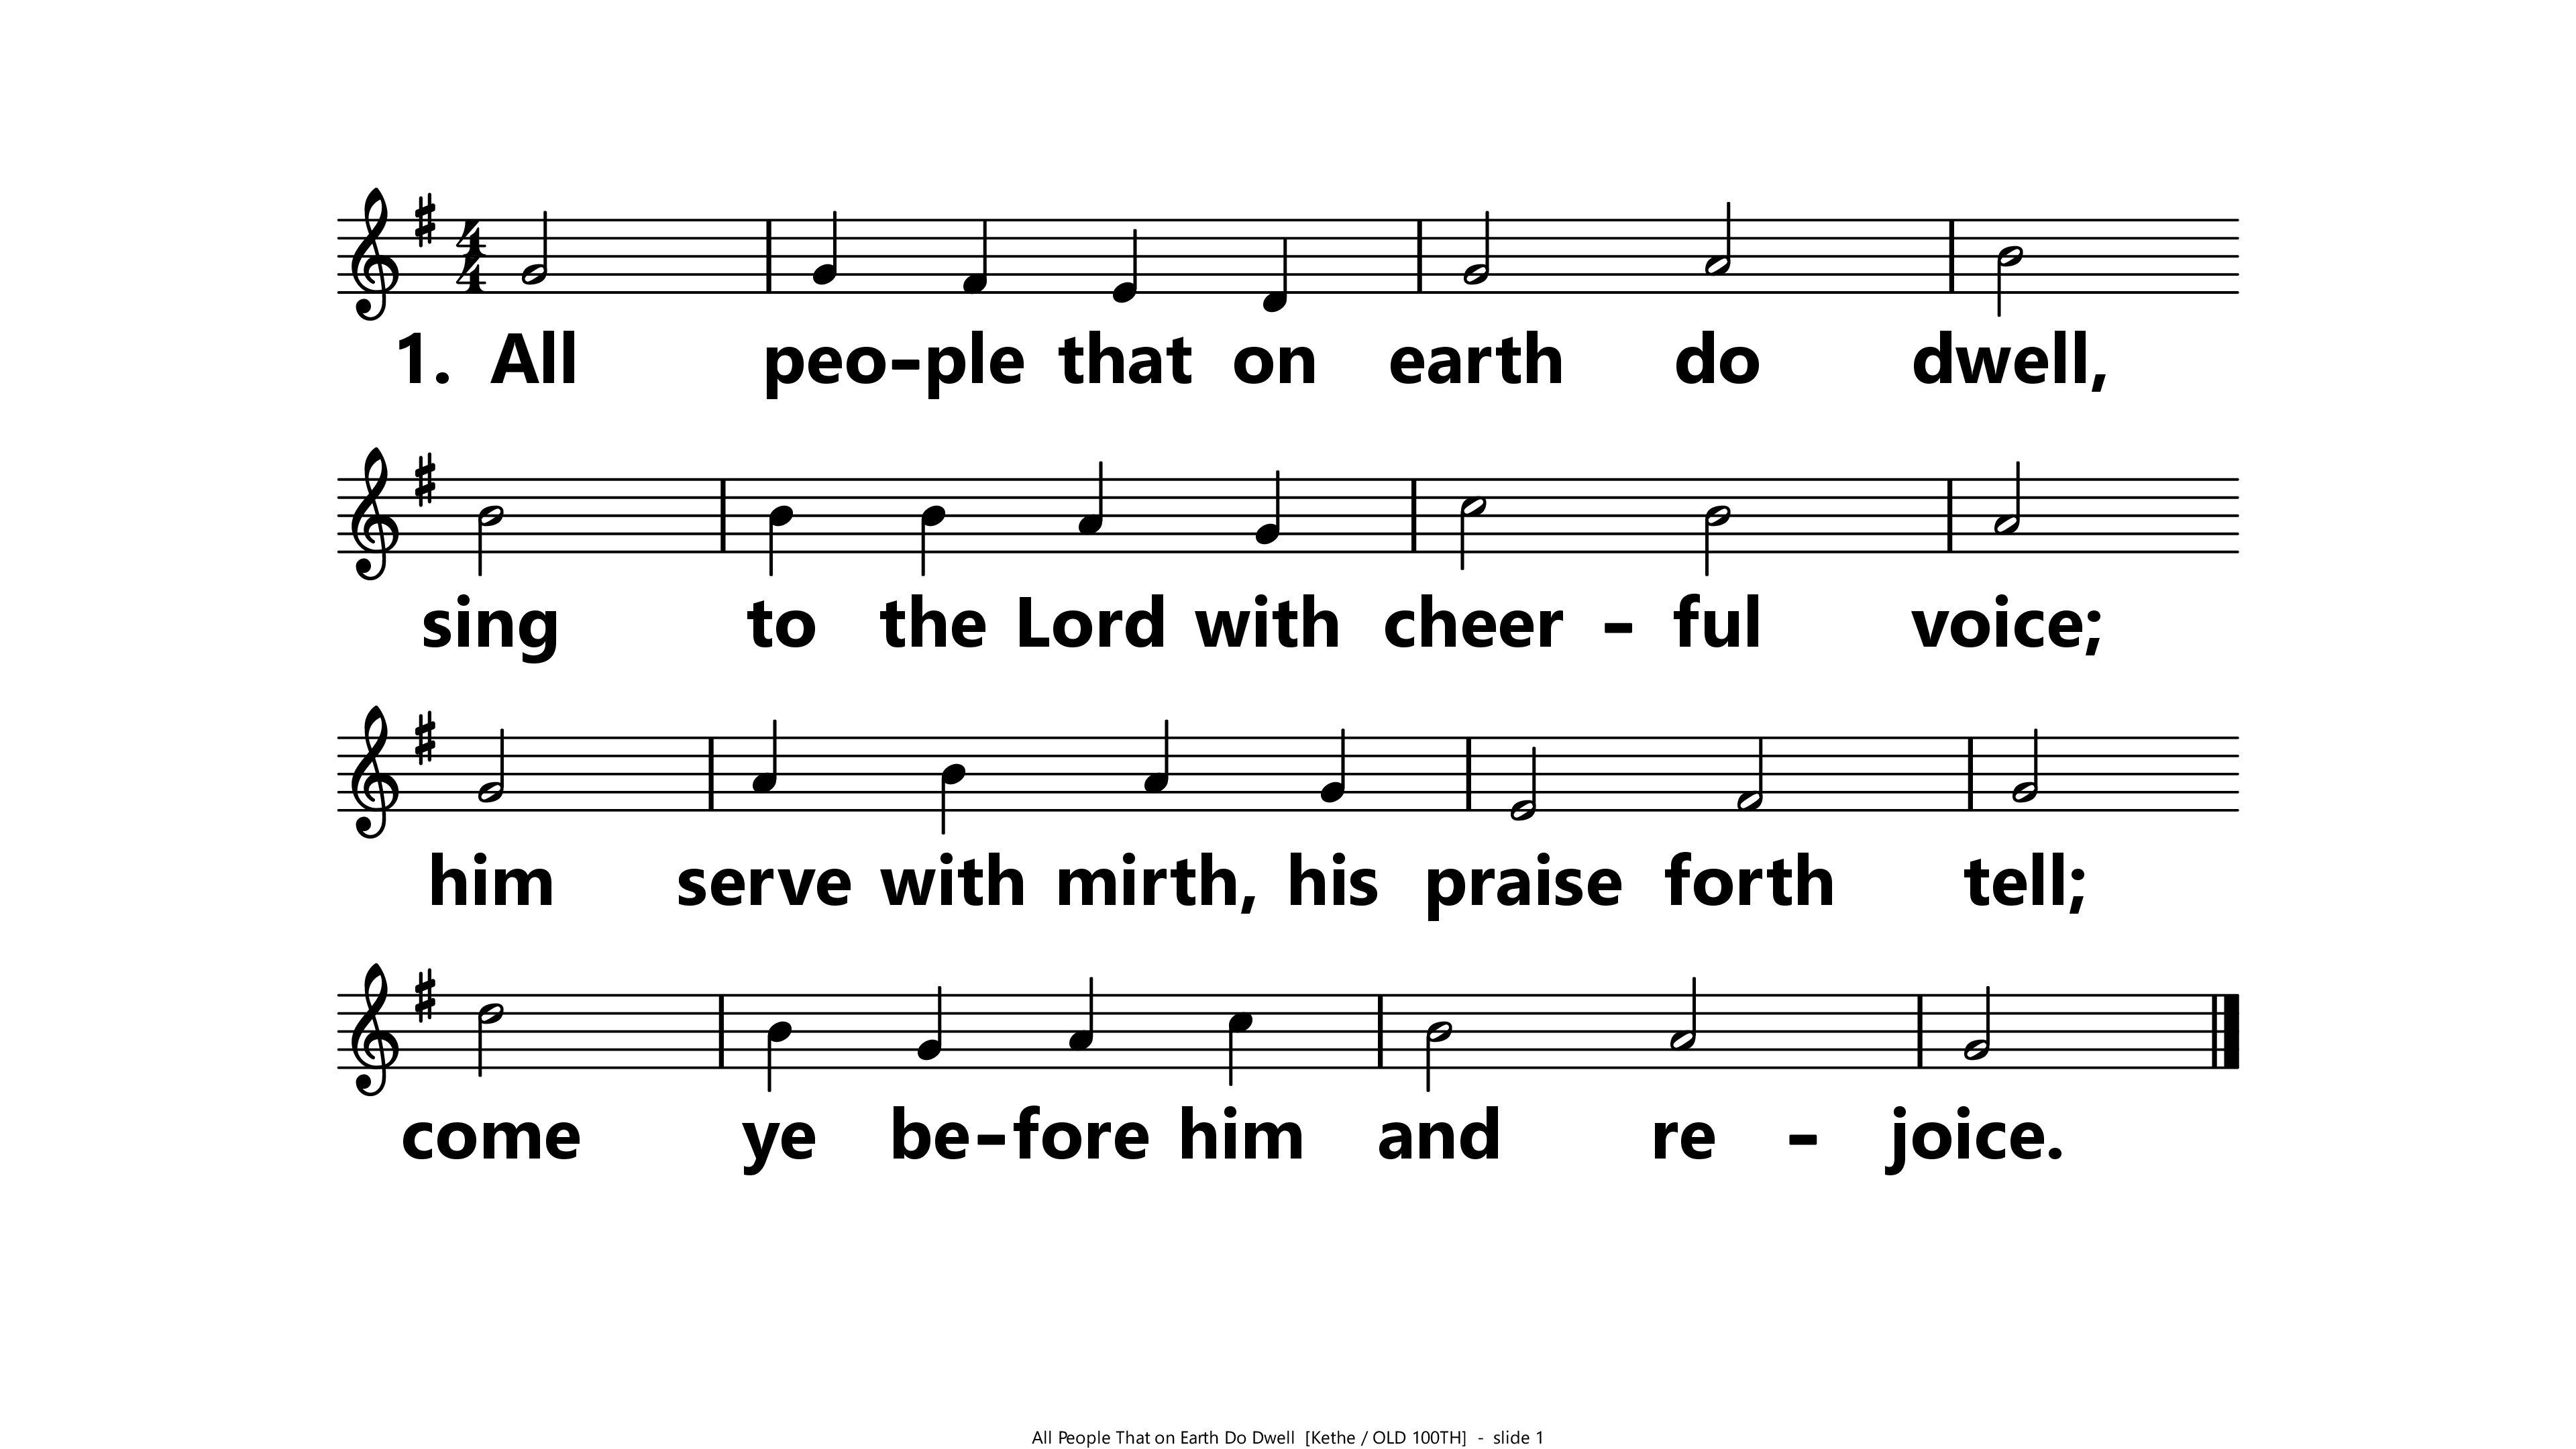 1. All peo-ple that on earth do dwell,
sing to the Lord with cheer - ful voice;
him serve with mirth, his praise forth tell;
come ye be-fore him and re - joice.
All People That on Earth Do Dwell [Kethe / OLD 100TH] - slide 1